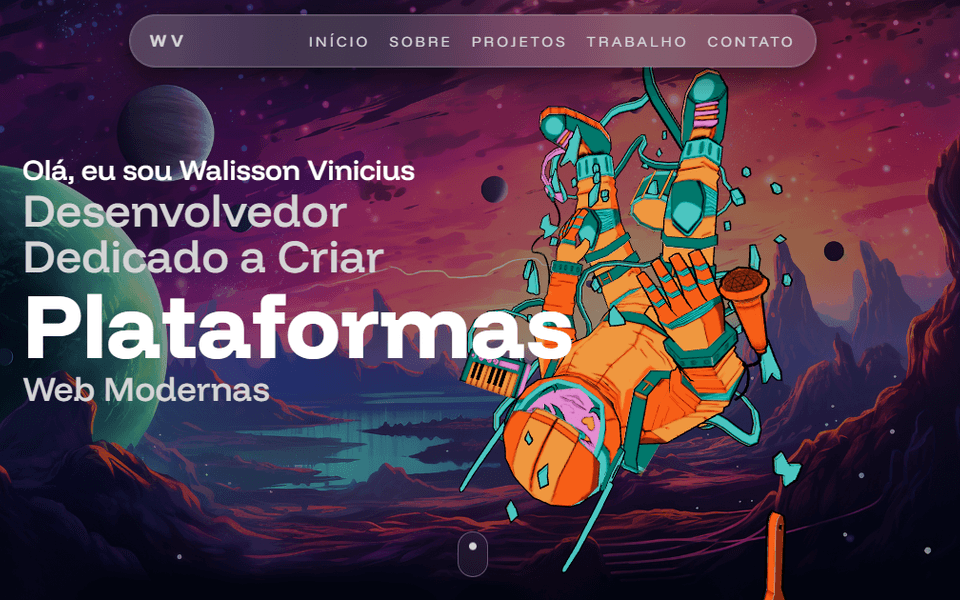 WV
INÍCIO SOBRE PROJETOS TRABALHO CONTATO
Olá, eu sou Walisson Vinicius
Desenvolvedor
Dedicado a Criar
Plataformas
Web Modernas